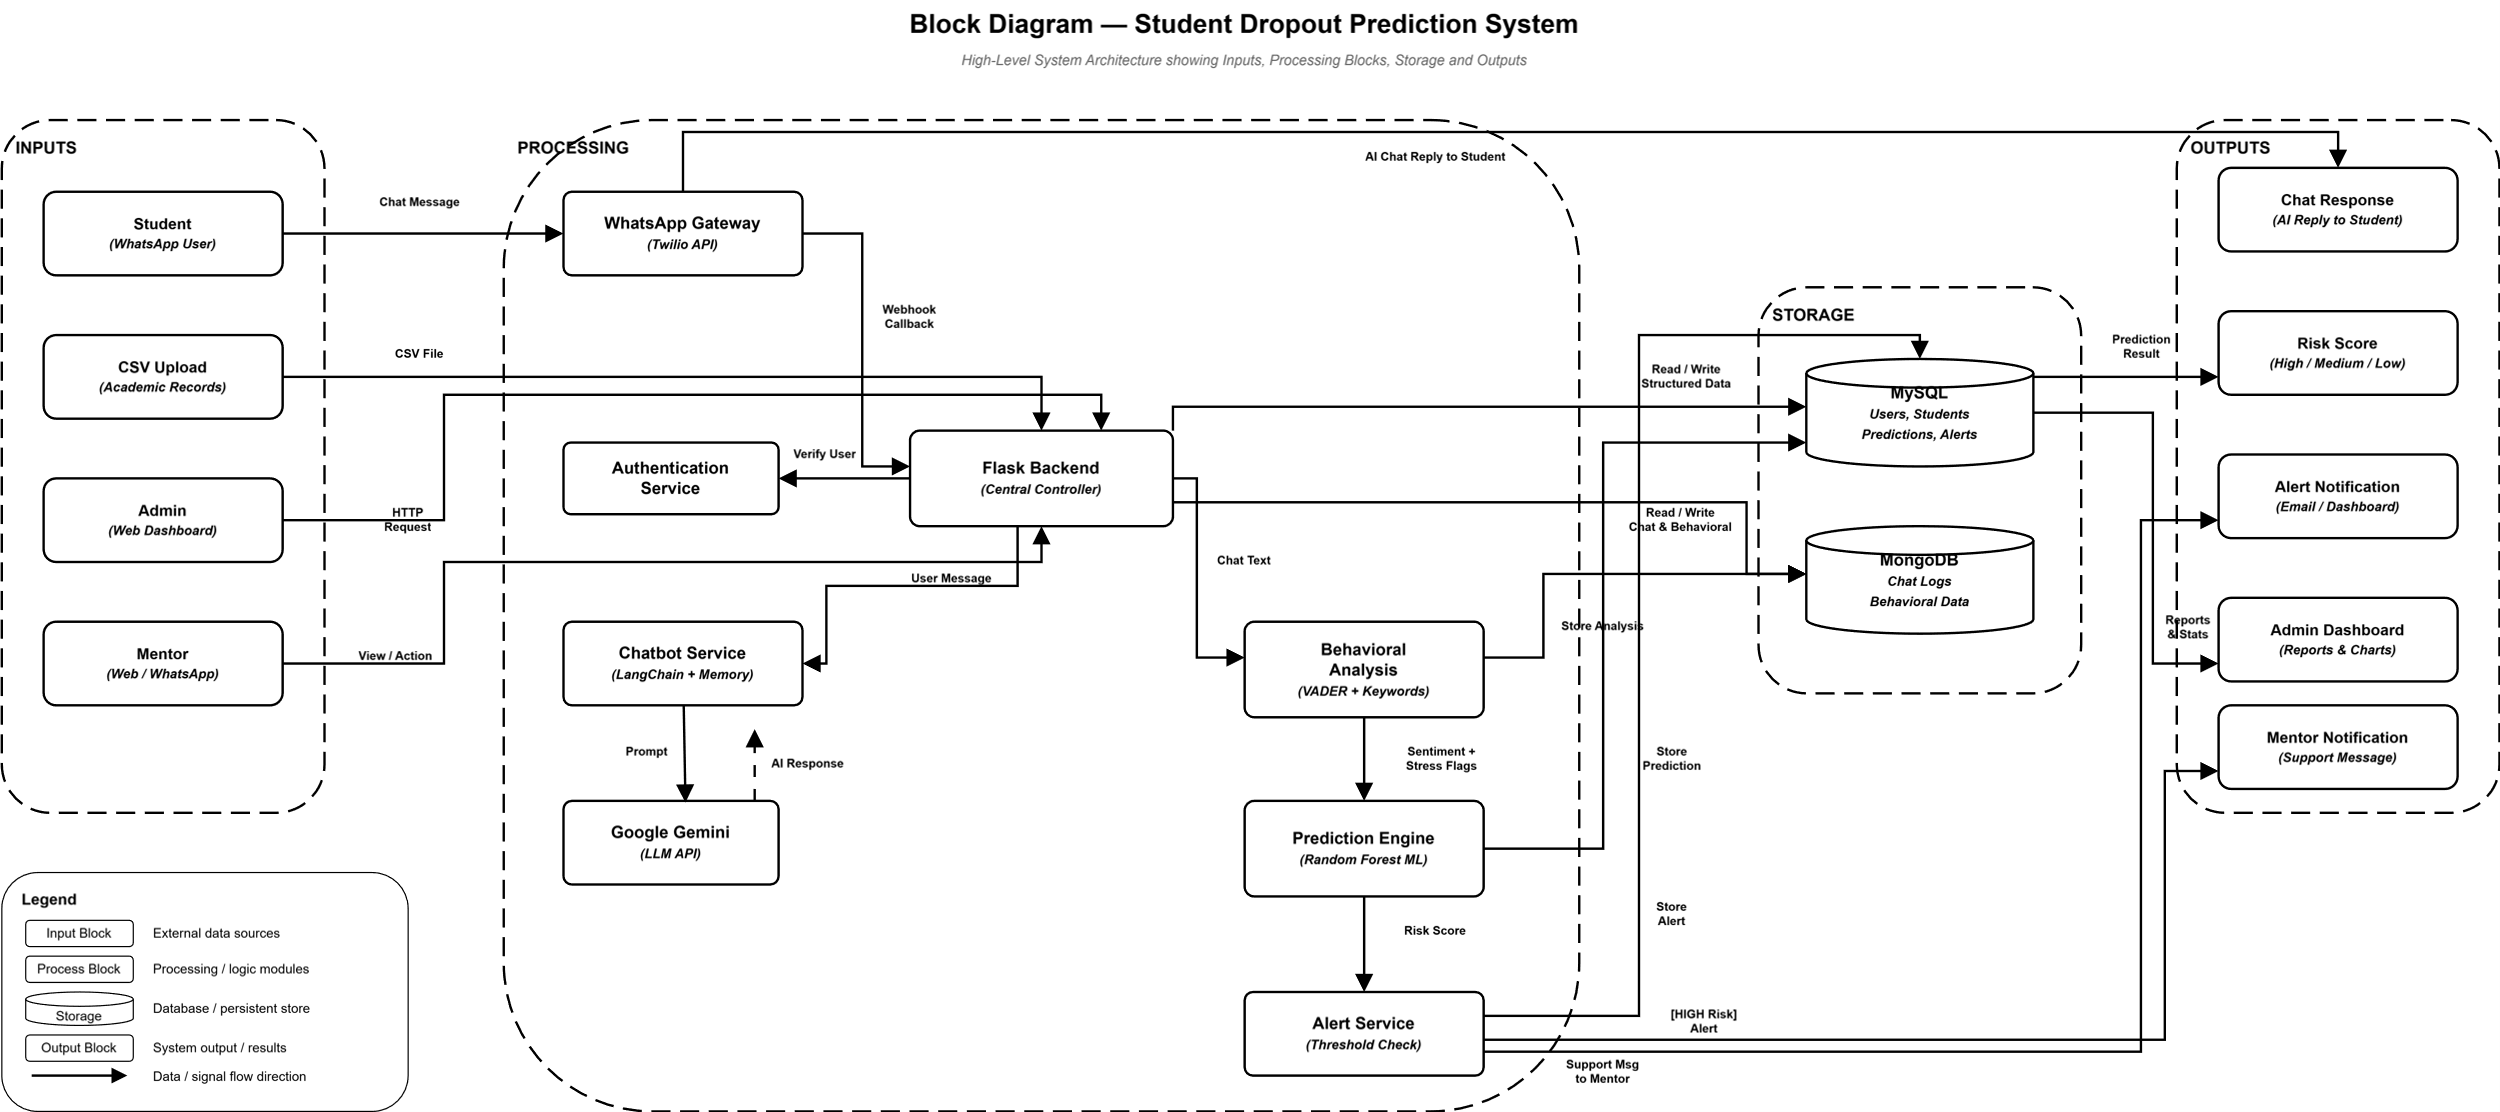 Block Diagram — Student Dropout Prediction System
High-Level System Architecture showing Inputs, Processing Blocks, Storage and Outputs
INPUTS
Student
(WhatsApp User)
CSV Upload
(Academic Records)
Admin
(Web Dashboard)
Mentor
(Web / WhatsApp)
Chat Message
CSV File
HTTP
Request
View / Action
PROCESSING
WhatsApp Gateway
(Twilio API)
AI Chat Reply to Student
Webhook
Callback
Authentication
Service
Verify User
Flask Backend
(Central Controller)
User Message
Chat Text
Chatbot Service
(LangChain + Memory)
Prompt
AI Response
Google Gemini
(LLM API)
Behavioral
Analysis
(VADER + Keywords)
Sentiment +
Stress Flags
Prediction Engine
(Random Forest ML)
Risk Score
Alert Service
(Threshold Check)
Read / Write
Structured Data
Read / Write
Chat & Behavioral
Store Analysis
Store
Prediction
Store
Alert
[HIGH Risk]
Alert
Support Msg
to Mentor
STORAGE
MySQL
Users, Students
Predictions, Alerts
MongoDB
Chat Logs
Behavioral Data
Prediction
Result
Reports
& Stats
OUTPUTS
Chat Response
(AI Reply to Student)
Risk Score
(High / Medium / Low)
Alert Notification
(Email / Dashboard)
Admin Dashboard
(Reports & Charts)
Mentor Notification
(Support Message)
Legend
Input Block
External data sources
Process Block
Processing / logic modules
Storage
Database / persistent store
Output Block
System output / results
Data / signal flow direction